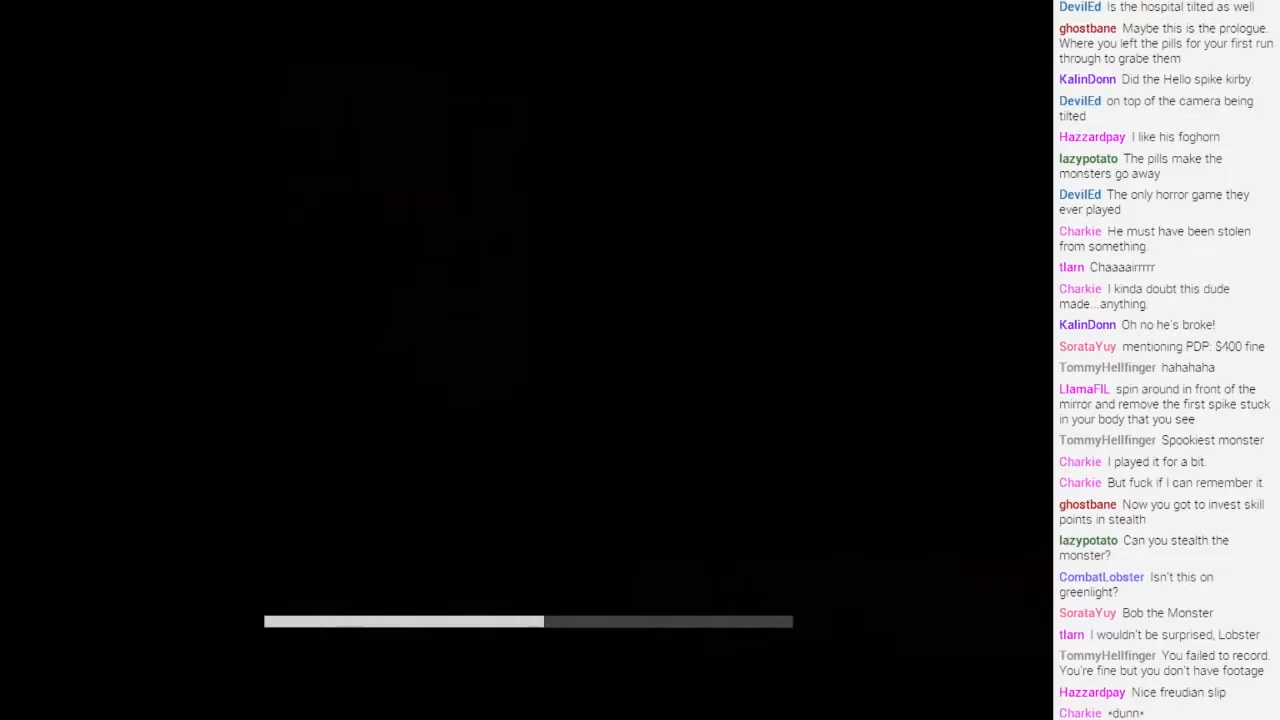 DevilEd Is the hospital tilted as well
ghostbane Maybe this is the prologue.
Where you left the pills for your first run
through to grabe them
KalinDonn Did the Hello spike kirby.
DevilEd on top of the camera being
tilted
Hazzardpay I like his foghorn
lazypotato The pills make the
monsters go away
DevilEd The only horror game they
ever played
Charkie He must have been stolen
from something.
tlarn Chaaaairrrrr
Charkie I kinda doubt this dude
made...anything.
KalinDonn Oh no he's broke!
SorataYuy mentioning PDP: $400 fine
TommyHellfinger hahahaha
LlamaFIL spin around in front of the
mirror and remove the first spike stuck
in your body that you see
TommyHellfinger Spookiest monster
Charkie I played it for a bit.
Charkie But fuck if I can remember it.
ghostbane Now you got to invest skill
points in stealth
lazypotato Can you stealth the
monster?
CombatLobster Isn't this on
greenlight?
SorataYuy Bob the Monster
tlarn I wouldn't be surprised, Lobster
TommyHellfinger You failed to record.
You're fine but you don't have footage
Hazzardpay Nice freudian slip
Charkie *dunn*